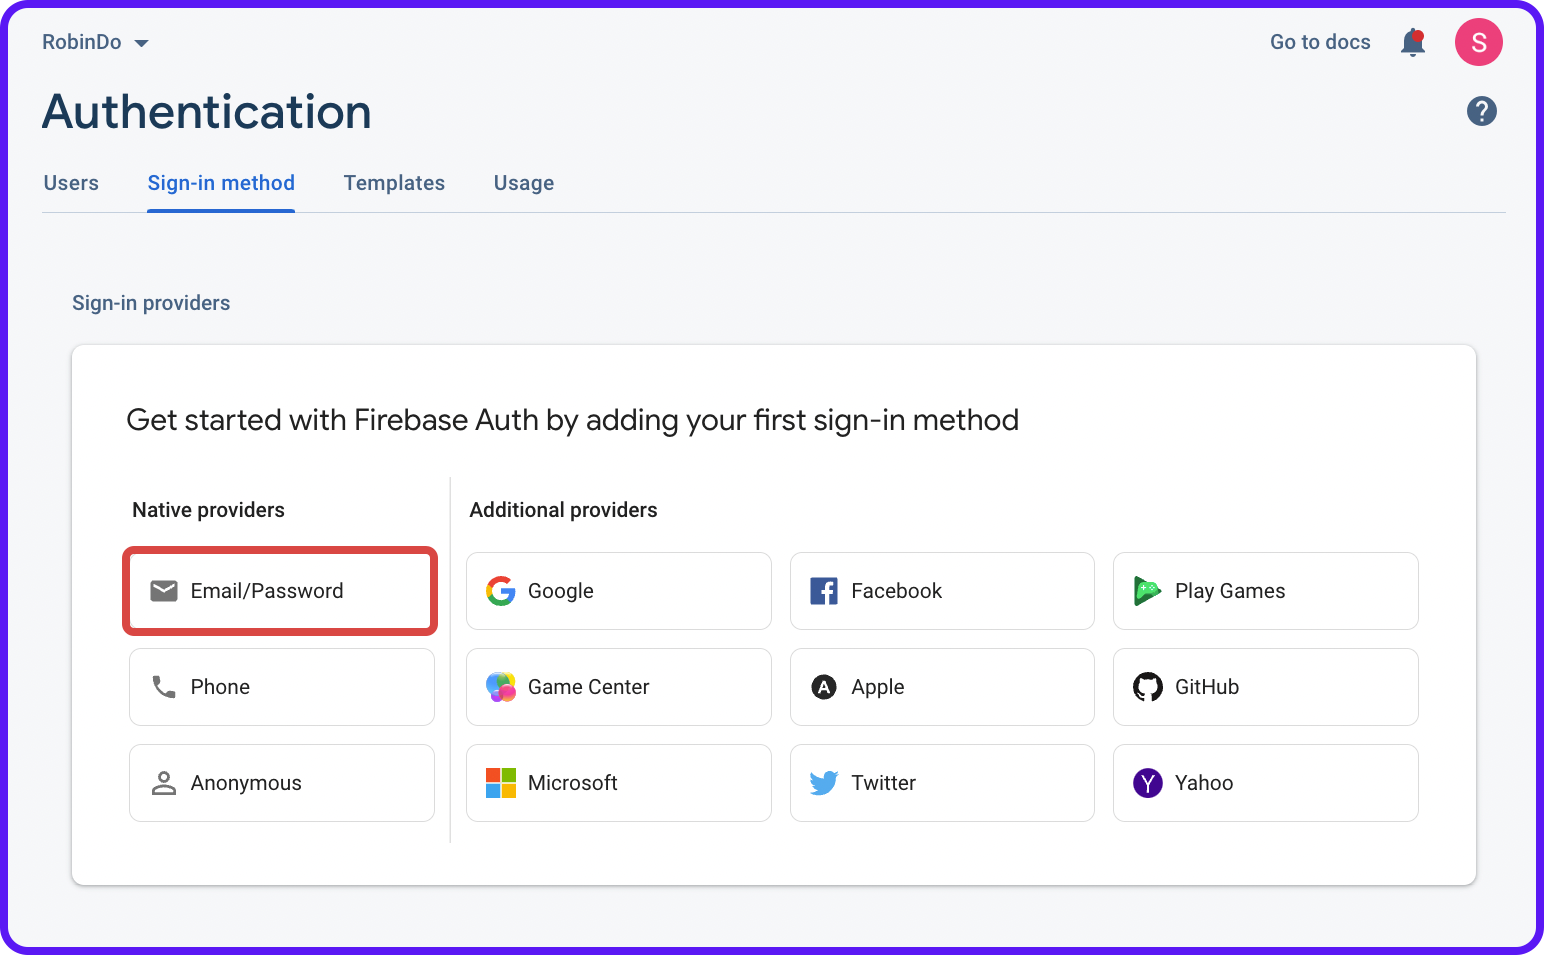 RobinDo
Go to docs
S
Authentication
?
Users Sign-in method Templates Usage
Sign-in providers
Get started with Firebase Auth by adding your first sign-in method
Native providers
Additional providers
Email/Password
Google
Facebook
Play Games
Phone
Game Center
Apple
GitHub
Anonymous
Microsoft
Twitter
Yahoo